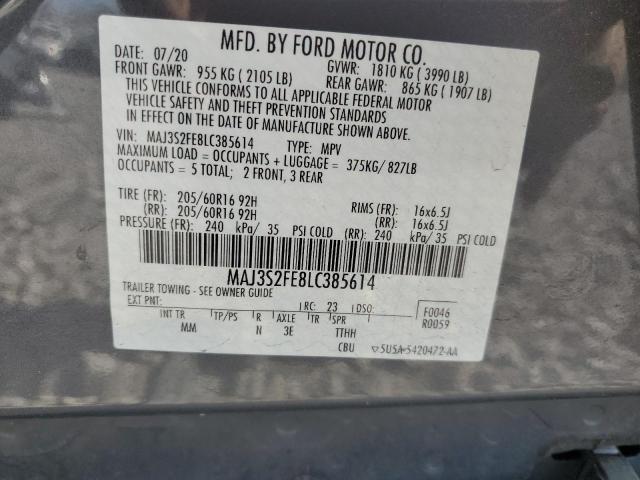 MFD. BY FORD MOTOR CO.
DATE: 07/20 GVWR: 1810 KG ( 3990 LB)
FRONT GAWR: 955 KG ( 2105 LB) REAR GAWR: 865 KG ( 1907 LB)
THIS VEHICLE CONFORMS TO ALL APPLICABLE FEDERAL MOTOR
VEHICLE SAFETY AND THEFT PREVENTION STANDARDS
IN EFFECT ON THE DATE OF MANUFACTURE SHOWN ABOVE.
VIN: MAJ3S2FE8LC385614 TYPE: MPV
MAXIMUM LOAD = OCCUPANTS + LUGGAGE = 375KG/ 827LB
OCCUPANTS = 5 TOTAL; 2 FRONT, 3 REAR
TIRE (FR): 205/60R16 92H RIMS (FR): 16x6.5J
(RR): 205/60R16 92H (RR): 16x6.5J
PRESSURE (FR): 240 kPa/ 35 PSI COLD (RR): 240 kPa/ 35 PSI COLD
MAJ3S2FE8LC385614
TRAILER TOWING - SEE OWNER GUIDE
EXT PNT: RC: 23 DSO: F0046
R0059
INT TR TP/PS R AXLE TR SPR
MM N 3E TTHH
CBU 5U5A-5420472-AA